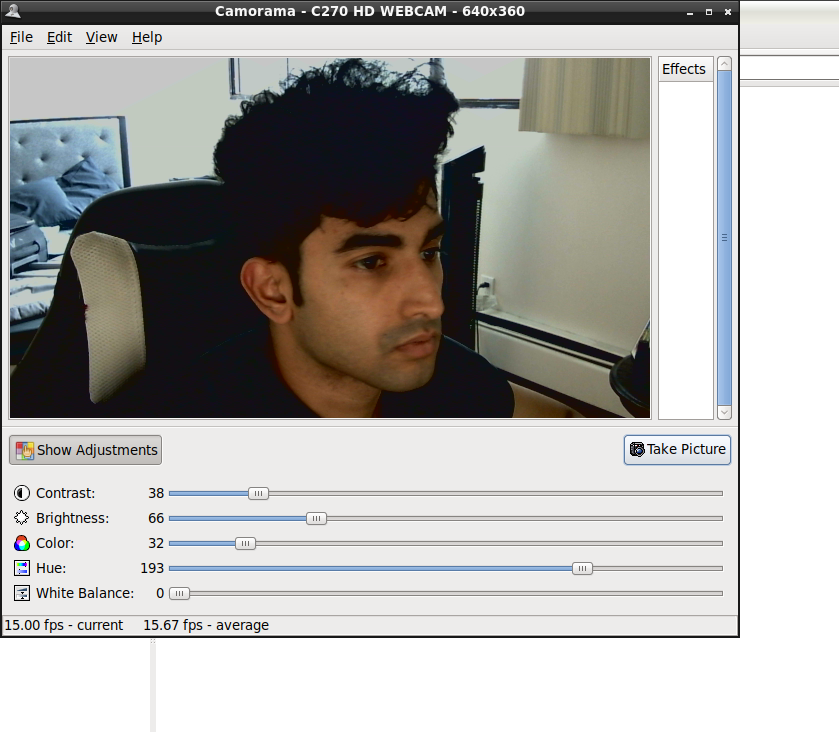 Camorama - C270 HD WEBCAM - 640x360
File Edit View Help
Effects
Show Adjustments
Take Picture
Contrast: 38
Brightness: 66
Color: 32
Hue: 193
White Balance: 0
15.00 fps - current 15.67 fps - average